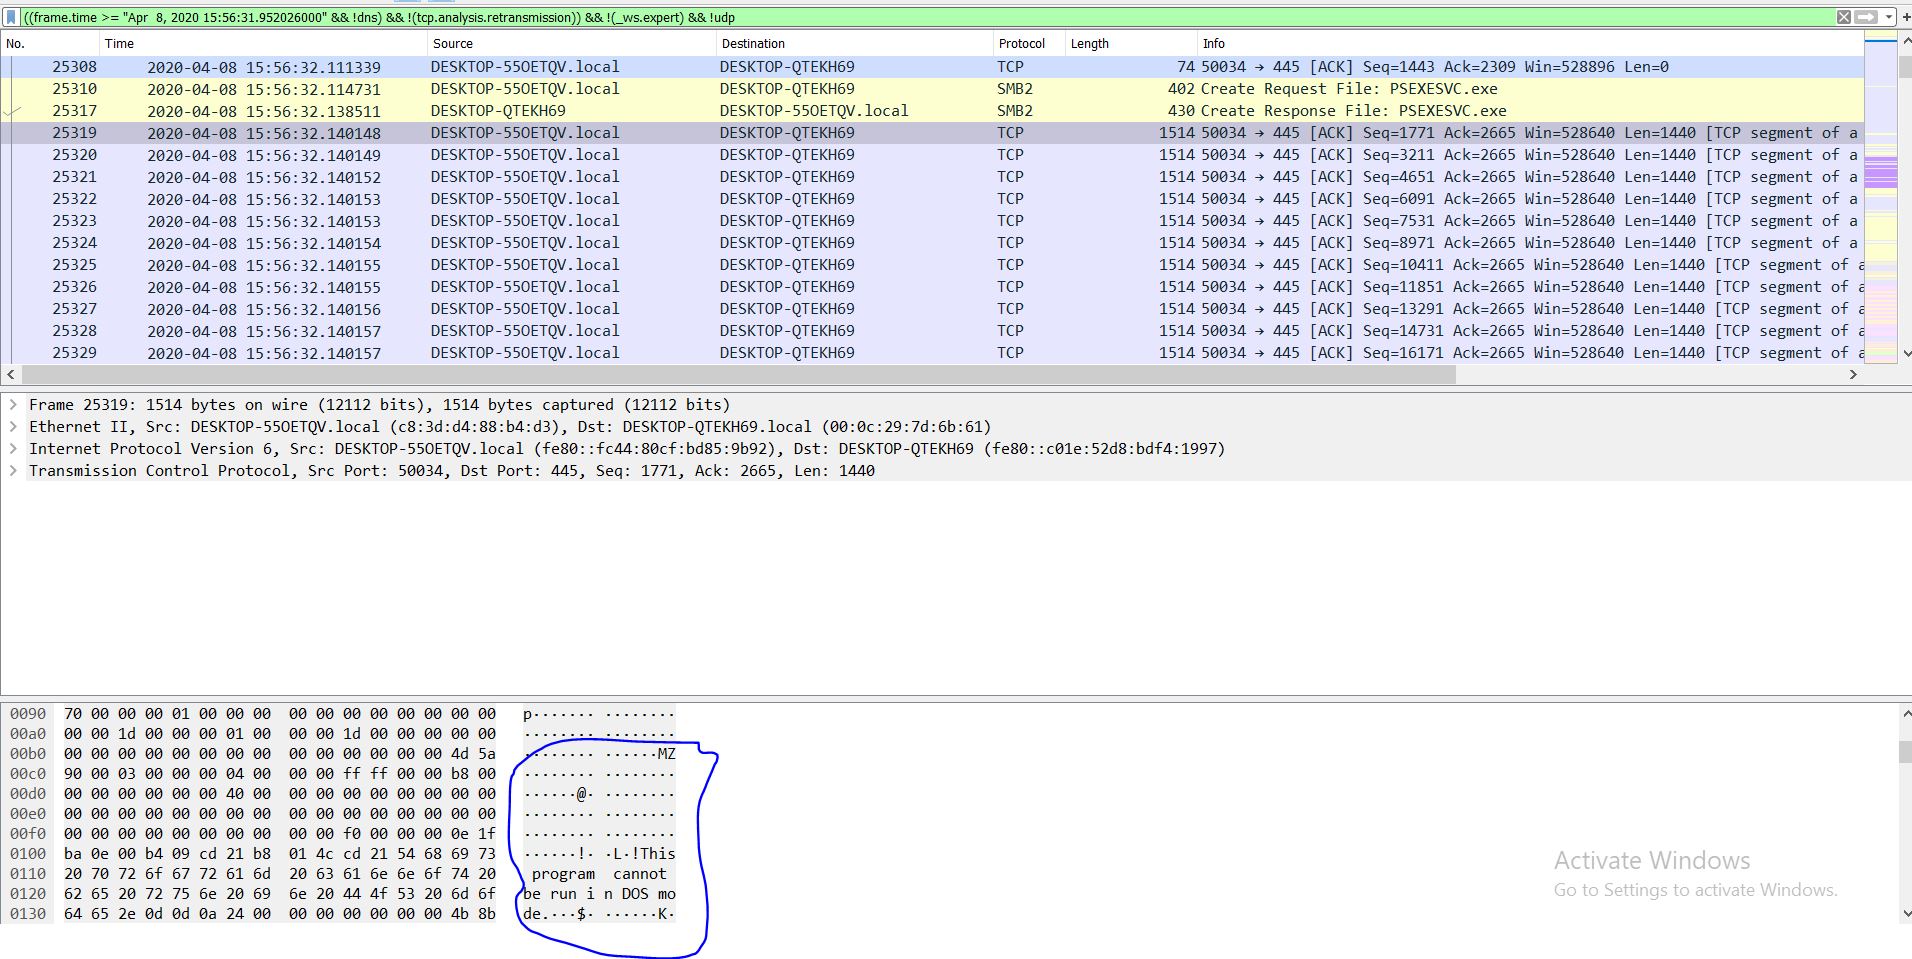 ((frame.time >= "Apr  8, 2020 15:56:31.952026000" && !dns) && !(tcp.analysis.retransmission)) && !(_ws.expert) && !udp
No. Time Source Destination Protocol Length Info
25308 2020-04-08 15:56:32.111339 DESKTOP-55OETQV.local DESKTOP-QTEKH69 TCP 74 50034 → 445 [ACK] Seq=1443 Ack=2309 Win=528896 Len=0
25310 2020-04-08 15:56:32.114731 DESKTOP-55OETQV.local DESKTOP-QTEKH69 SMB2 402 Create Request File: PSEXESVC.exe
25317 2020-04-08 15:56:32.138511 DESKTOP-QTEKH69 DESKTOP-55OETQV.local SMB2 430 Create Response File: PSEXESVC.exe
25319 2020-04-08 15:56:32.140148 DESKTOP-55OETQV.local DESKTOP-QTEKH69 TCP 1514 50034 → 445 [ACK] Seq=1771 Ack=2665 Win=528640 Len=1440 [TCP segment of a
25320 2020-04-08 15:56:32.140149 DESKTOP-55OETQV.local DESKTOP-QTEKH69 TCP 1514 50034 → 445 [ACK] Seq=3211 Ack=2665 Win=528640 Len=1440 [TCP segment of a
25321 2020-04-08 15:56:32.140152 DESKTOP-55OETQV.local DESKTOP-QTEKH69 TCP 1514 50034 → 445 [ACK] Seq=4651 Ack=2665 Win=528640 Len=1440 [TCP segment of a
25322 2020-04-08 15:56:32.140153 DESKTOP-55OETQV.local DESKTOP-QTEKH69 TCP 1514 50034 → 445 [ACK] Seq=6091 Ack=2665 Win=528640 Len=1440 [TCP segment of a
25323 2020-04-08 15:56:32.140153 DESKTOP-55OETQV.local DESKTOP-QTEKH69 TCP 1514 50034 → 445 [ACK] Seq=7531 Ack=2665 Win=528640 Len=1440 [TCP segment of a
25324 2020-04-08 15:56:32.140154 DESKTOP-55OETQV.local DESKTOP-QTEKH69 TCP 1514 50034 → 445 [ACK] Seq=8971 Ack=2665 Win=528640 Len=1440 [TCP segment of a
25325 2020-04-08 15:56:32.140155 DESKTOP-55OETQV.local DESKTOP-QTEKH69 TCP 1514 50034 → 445 [ACK] Seq=10411 Ack=2665 Win=528640 Len=1440 [TCP segment of a
25326 2020-04-08 15:56:32.140155 DESKTOP-55OETQV.local DESKTOP-QTEKH69 TCP 1514 50034 → 445 [ACK] Seq=11851 Ack=2665 Win=528640 Len=1440 [TCP segment of a
25327 2020-04-08 15:56:32.140156 DESKTOP-55OETQV.local DESKTOP-QTEKH69 TCP 1514 50034 → 445 [ACK] Seq=13291 Ack=2665 Win=528640 Len=1440 [TCP segment of a
25328 2020-04-08 15:56:32.140157 DESKTOP-55OETQV.local DESKTOP-QTEKH69 TCP 1514 50034 → 445 [ACK] Seq=14731 Ack=2665 Win=528640 Len=1440 [TCP segment of a
25329 2020-04-08 15:56:32.140157 DESKTOP-55OETQV.local DESKTOP-QTEKH69 TCP 1514 50034 → 445 [ACK] Seq=16171 Ack=2665 Win=528640 Len=1440 [TCP segment of a
Frame 25319: 1514 bytes on wire (12112 bits), 1514 bytes captured (12112 bits)
Ethernet II, Src: DESKTOP-55OETQV.local (c8:3d:d4:88:b4:d3), Dst: DESKTOP-QTEKH69.local (00:0c:29:7d:6b:61)
Internet Protocol Version 6, Src: DESKTOP-55OETQV.local (fe80::fc44:80cf:bd85:9b92), Dst: DESKTOP-QTEKH69 (fe80::c01e:52d8:bdf4:1997)
Transmission Control Protocol, Src Port: 50034, Dst Port: 445, Seq: 1771, Ack: 2665, Len: 1440
0090 70 00 00 00 01 00 00 00 00 00 00 00 00 00 00 00 p······· ········
00a0 00 00 1d 00 00 00 01 00 00 00 1d 00 00 00 00 00 ········ ········
00b0 00 00 00 00 00 00 00 00 00 00 00 00 00 00 4d 5a ········ ······MZ
00c0 90 00 03 00 00 00 04 00 00 00 ff ff 00 00 b8 00 ········ ········
00d0 00 00 00 00 00 00 40 00 00 00 00 00 00 00 00 00 ······@· ········
00e0 00 00 00 00 00 00 00 00 00 00 00 00 00 00 00 00 ········ ········
00f0 00 00 00 00 00 00 00 00 00 00 f0 00 00 00 0e 1f ········ ········
0100 ba 0e 00 b4 09 cd 21 b8 01 4c cd 21 54 68 69 73 ······!· ·L·!This
0110 20 70 72 6f 67 72 61 6d 20 63 61 6e 6e 6f 74 20 program cannot
0120 62 65 20 72 75 6e 20 69 6e 20 44 4f 53 20 6d 6f be run i n DOS mo
0130 64 65 2e 0d 0d 0a 24 00 00 00 00 00 00 00 4b 8b de.···$· ······K·
Activate Windows
Go to Settings to activate Windows.